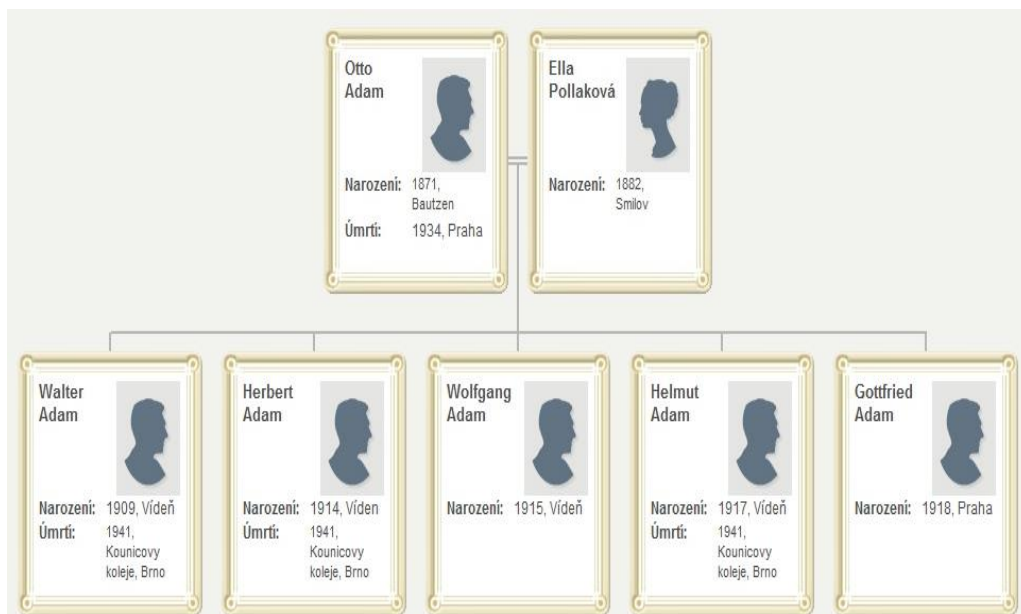 Otto
Adam
Narození: 1871,
Bautzen
Úmrtí: 1934, Praha
Ella
Pollaková
Narození: 1882,
Smilov
Walter
Adam
Narození: 1909, Vídeň
Úmrtí: 1941,
Kounicovy
koleje, Brno
Herbert
Adam
Narození: 1914, Víden
Úmrtí: 1941,
Kounicovy
koleje, Brno
Wolfgang
Adam
Narození: 1915, Vídeň
Helmut
Adam
Narození: 1917, Vídeň
Úmrtí: 1941,
Kounicovy
koleje, Brno
Gottfried
Adam
Narození: 1918, Praha